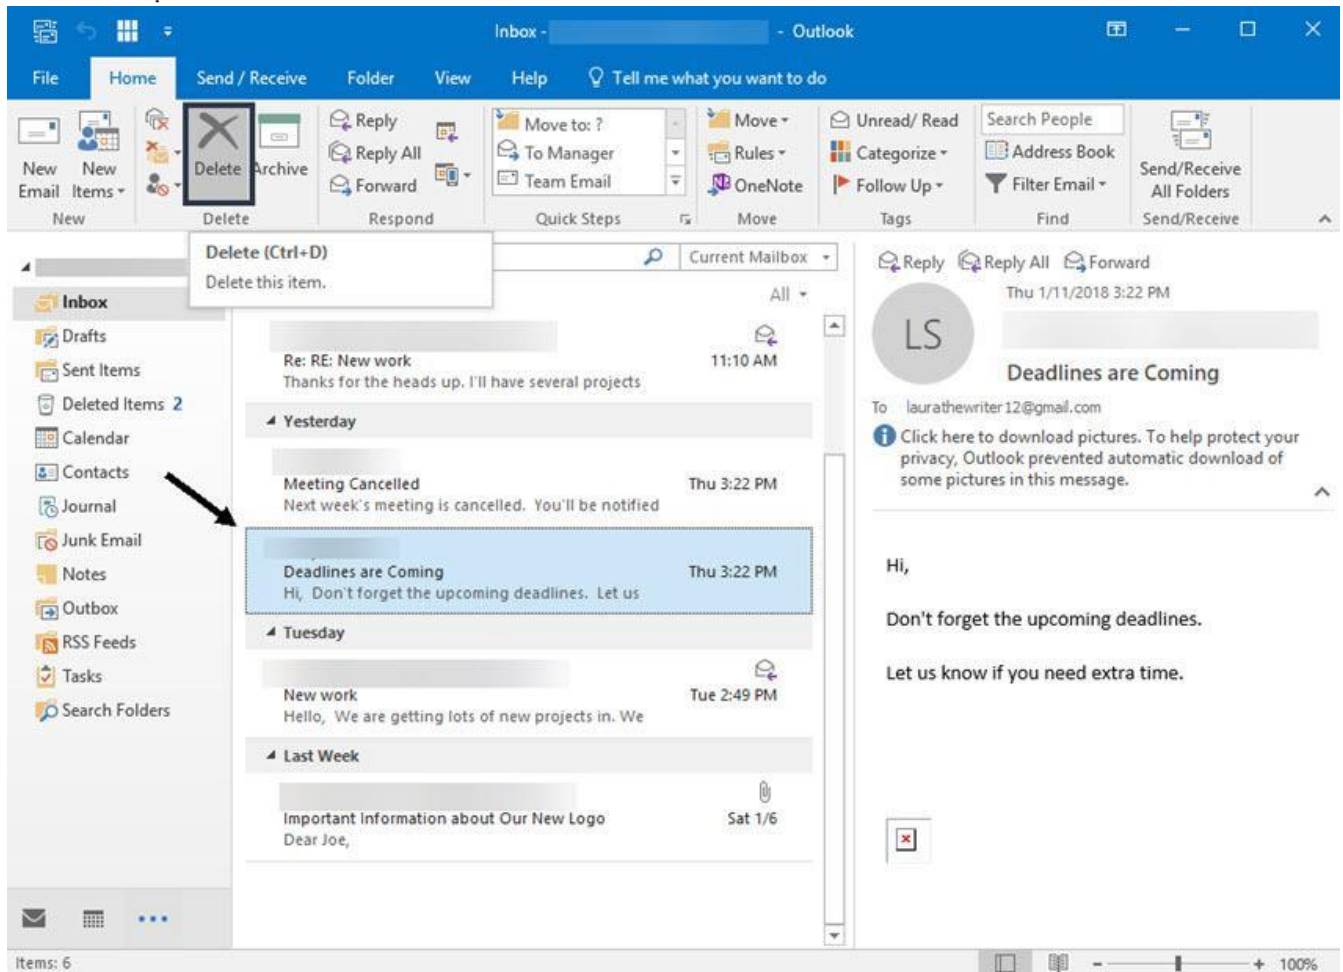 Inbox -
- Outlook
File Home Send / Receive Folder View Help Tell me what you want to do
New Email
New Items
Delete
Archive
Reply
Reply All
Forward
Move to: ?
To Manager
Team Email
Move
Rules
OneNote
Unread/ Read
Categorize
Follow Up
Search People
Address Book
Filter Email
Send/Receive
All Folders
New Delete Respond Quick Steps Move Tags Find Send/Receive
Delete (Ctrl+D)
Delete this item.
Current Mailbox
All
Inbox
Drafts
Sent Items
Deleted Items 2
Calendar
Contacts
Journal
Junk Email
Notes
Outbox
RSS Feeds
Tasks
Search Folders
Re: RE: New work 11:10 AM
Thanks for the heads up. I'll have several projects
Yesterday
Meeting Cancelled Thu 3:22 PM
Next week's meeting is cancelled. You'll be notified
Deadlines are Coming Thu 3:22 PM
Hi, Don't forget the upcoming deadlines. Let us
Tuesday
New work Tue 2:49 PM
Hello, We are getting lots of new projects in. We
Last Week
Important Information about Our New Logo Sat 1/6
Dear Joe,
Reply Reply All Forward
Thu 1/11/2018 3:22 PM
LS
Deadlines are Coming
To laurathewriter12@gmail.com
Click here to download pictures. To help protect your
privacy, Outlook prevented automatic download of
some pictures in this message.
Hi,
Don't forget the upcoming deadlines.
Let us know if you need extra time.
Items: 6
100%